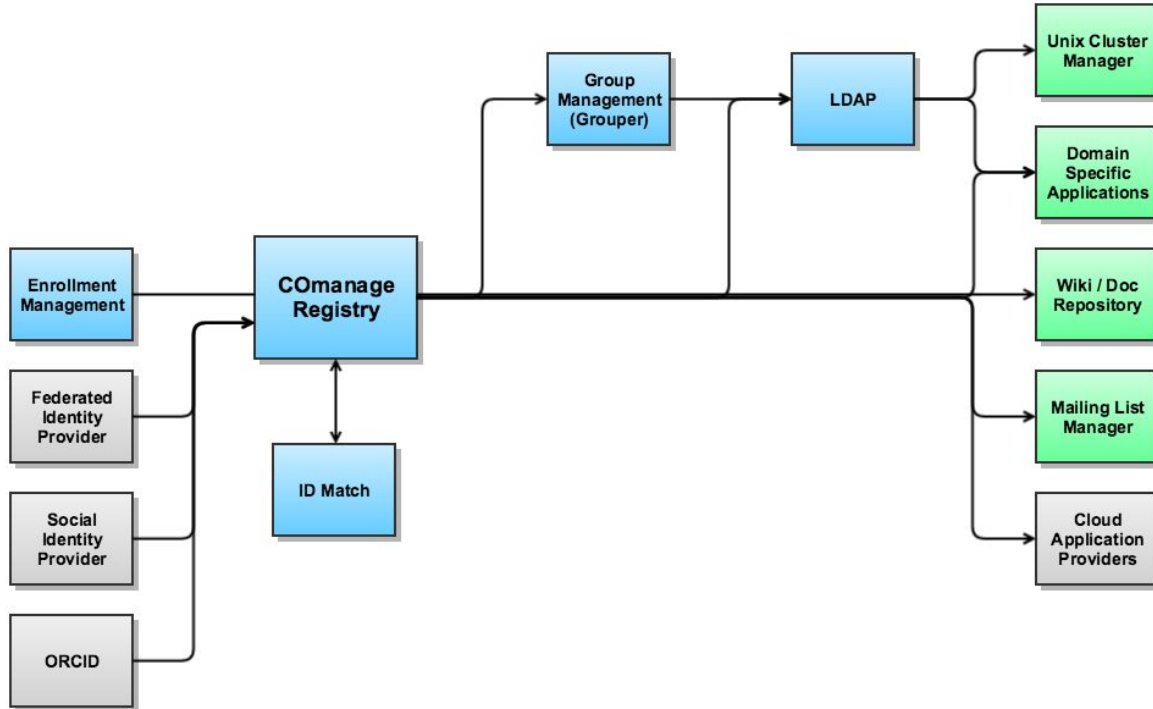 Unix Cluster
Manager
Group
Management
(Grouper)
LDAP
Domain
Specific
Applications
Enrollment
Management
COmanage
Registry
Wiki / Doc
Repository
Federated
Identity
Provider
Mailing List
Manager
ID Match
Social
Identity
Provider
Cloud
Application
Providers
ORCID